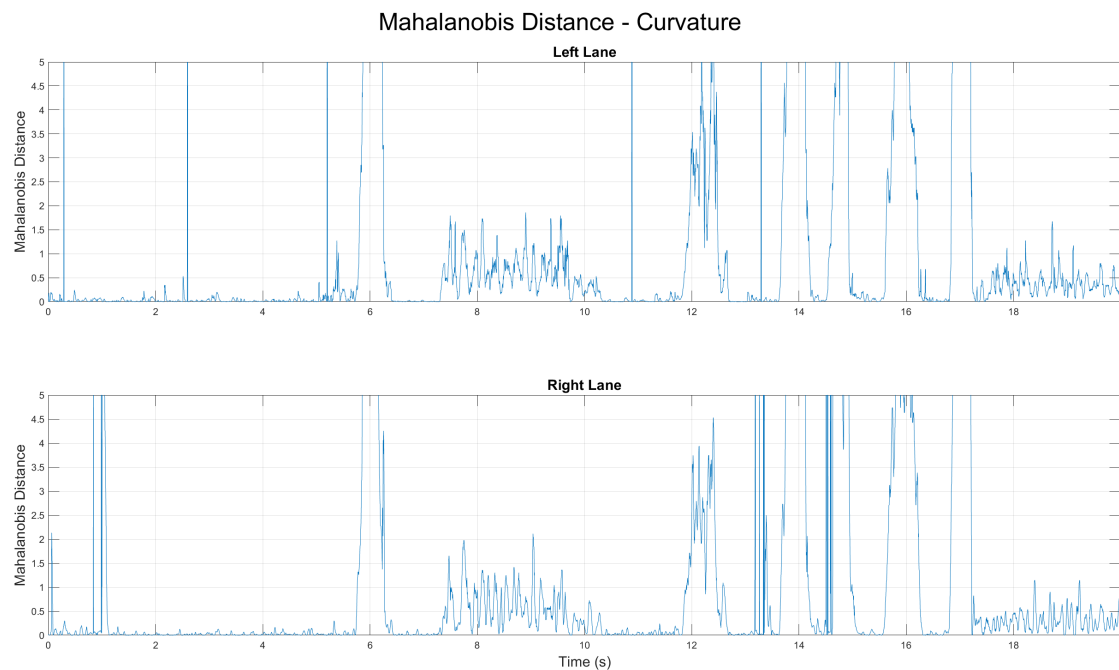 Mahalanobis Distance - Curvature
Left Lane
Mahalanobis Distance
5
4.5
4
3.5
3
2.5
2
1.5
1
0.5
0
0 2 4 6 8 10 12 14 16 18
Right Lane
Mahalanobis Distance
5
4.5
4
3.5
3
2.5
2
1.5
1
0.5
0
0 2 4 6 8 10 12 14 16 18
Time (s)